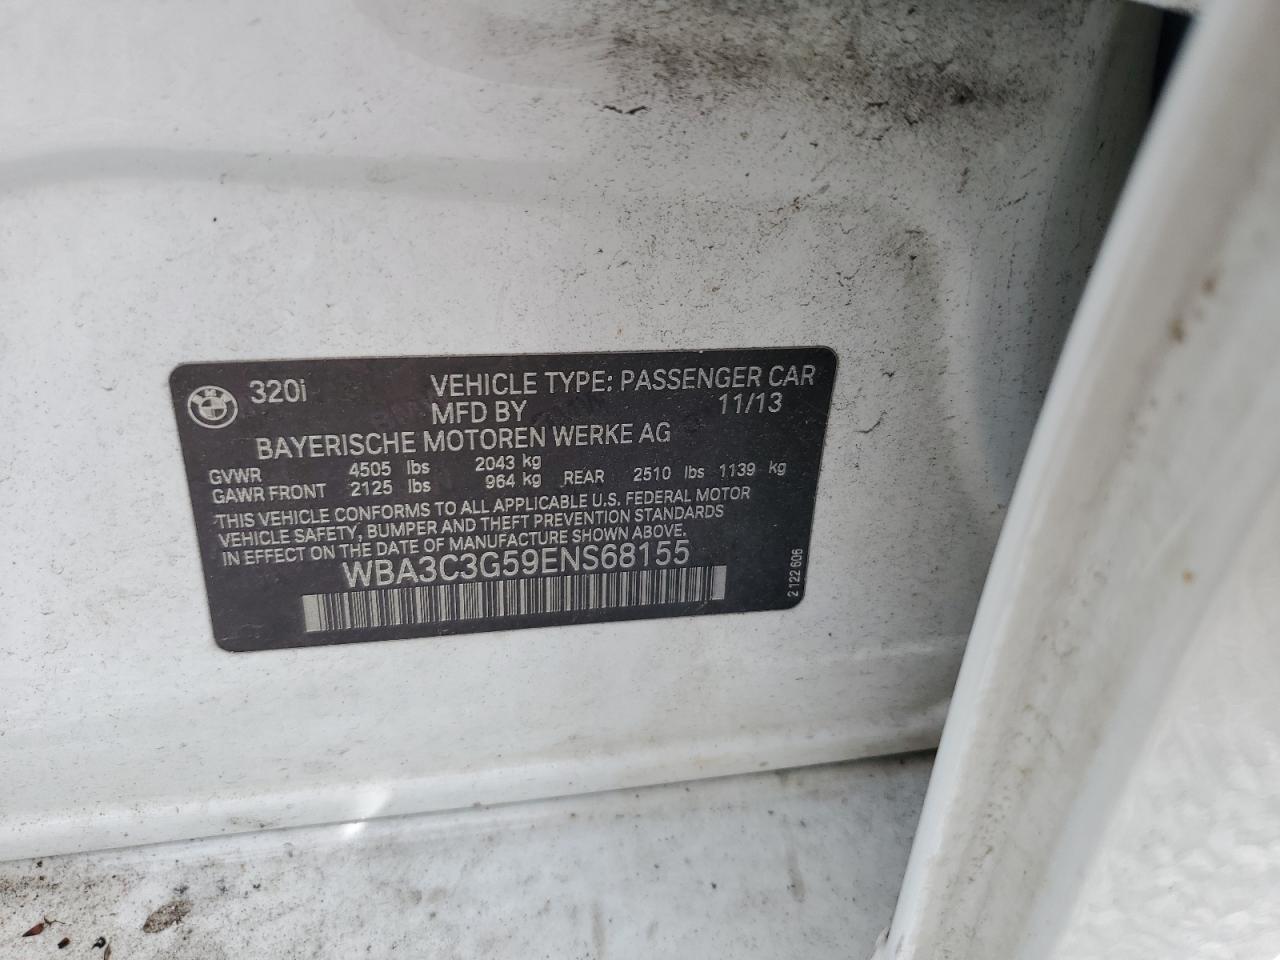 320i VEHICLE TYPE: PASSENGER CAR
MFD BY 11/13
BAYERISCHE MOTOREN WERKE AG
GVWR 4505 lbs 2043 kg
GAWR FRONT 2125 lbs 964 kg REAR 2510 lbs 1139 kg
THIS VEHICLE CONFORMS TO ALL APPLICABLE U.S. FEDERAL MOTOR
VEHICLE SAFETY, BUMPER AND THEFT PREVENTION STANDARDS
IN EFFECT ON THE DATE OF MANUFACTURE SHOWN ABOVE.
WBA3C3G59ENS68155
2 122 606